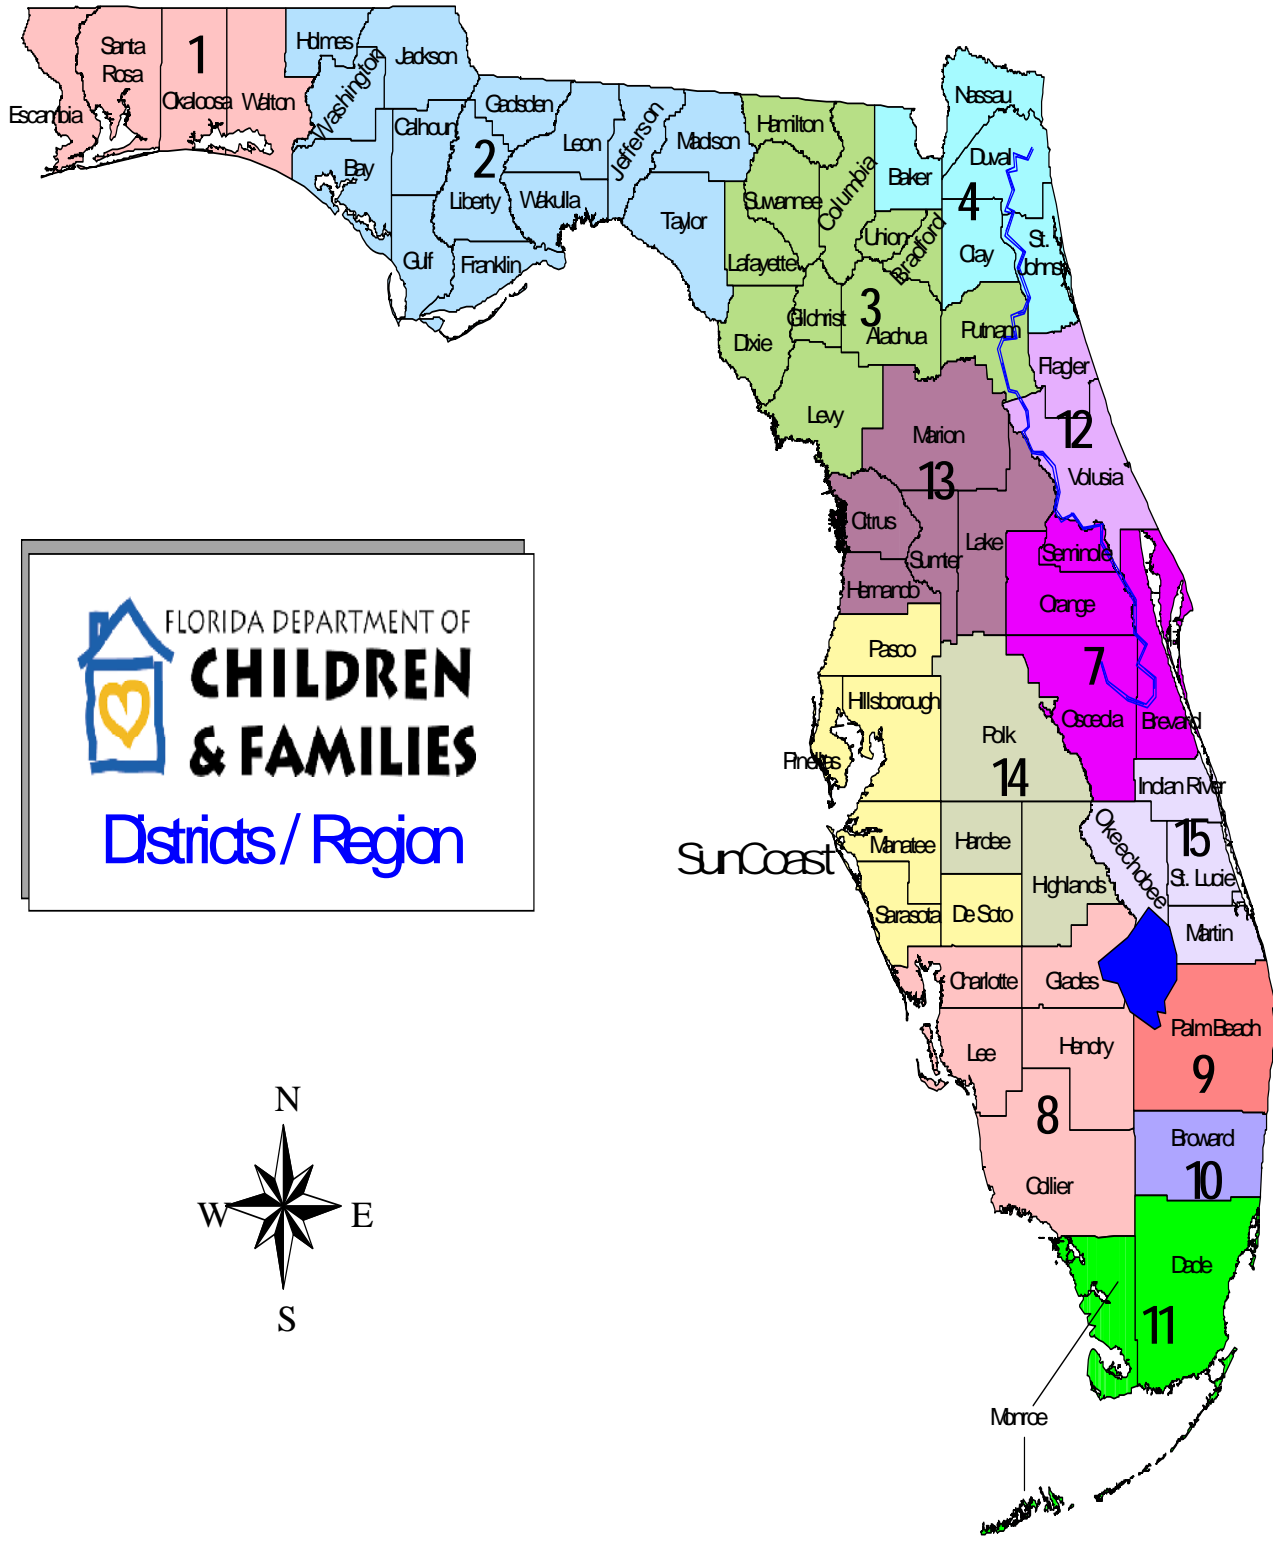 Santa
Rosa
1
Holmes
Jackson
Escambia
Okaloosa
Walton
Washington
Calhoun
Gadsden
Leon
Jefferson
Madison
Bay
2
Liberty
Wakulla
Taylor
Gulf
Franklin
Hamilton
Suwannee
Columbia
Lafayette
Union
Bradford
Gilchrist
3
Alachua
Dixie
Putnam
Levy
Nassau
Duval
Baker
4
Clay
St.
Johns
Flagler
12
Volusia
Marion
13
Citrus
Lake
Sumter
Hernando
Seminole
Orange
7
Osceola
Brevard
Pasco
Hillsborough
Pinellas
Polk
14
Indian River
Okeechobee
15
St. Lucie
SunCoast
Manatee
Hardee
Highlands
Sarasota
De Soto
Martin
Charlotte
Glades
Palm Beach
9
Lee
Hendry
8
Broward
10
Collier
Dade
11
Monroe
FLORIDA DEPARTMENT OF
CHILDREN
& FAMILIES
Districts / Region
N
W
E
S